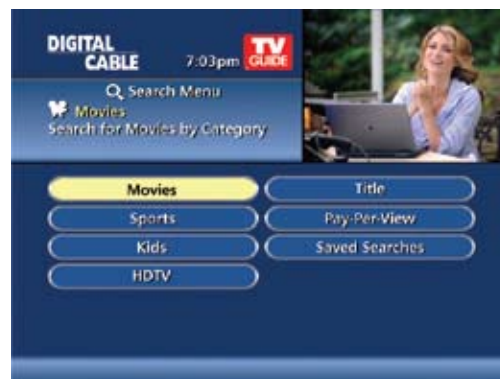 DIGITAL
CABLE
7:03pm
TV
GUIDE
Search Menu
Movies
Search for Movies by Category
Movies
Title
Sports
Pay-Per-View
Kids
Saved Searches
HDTV